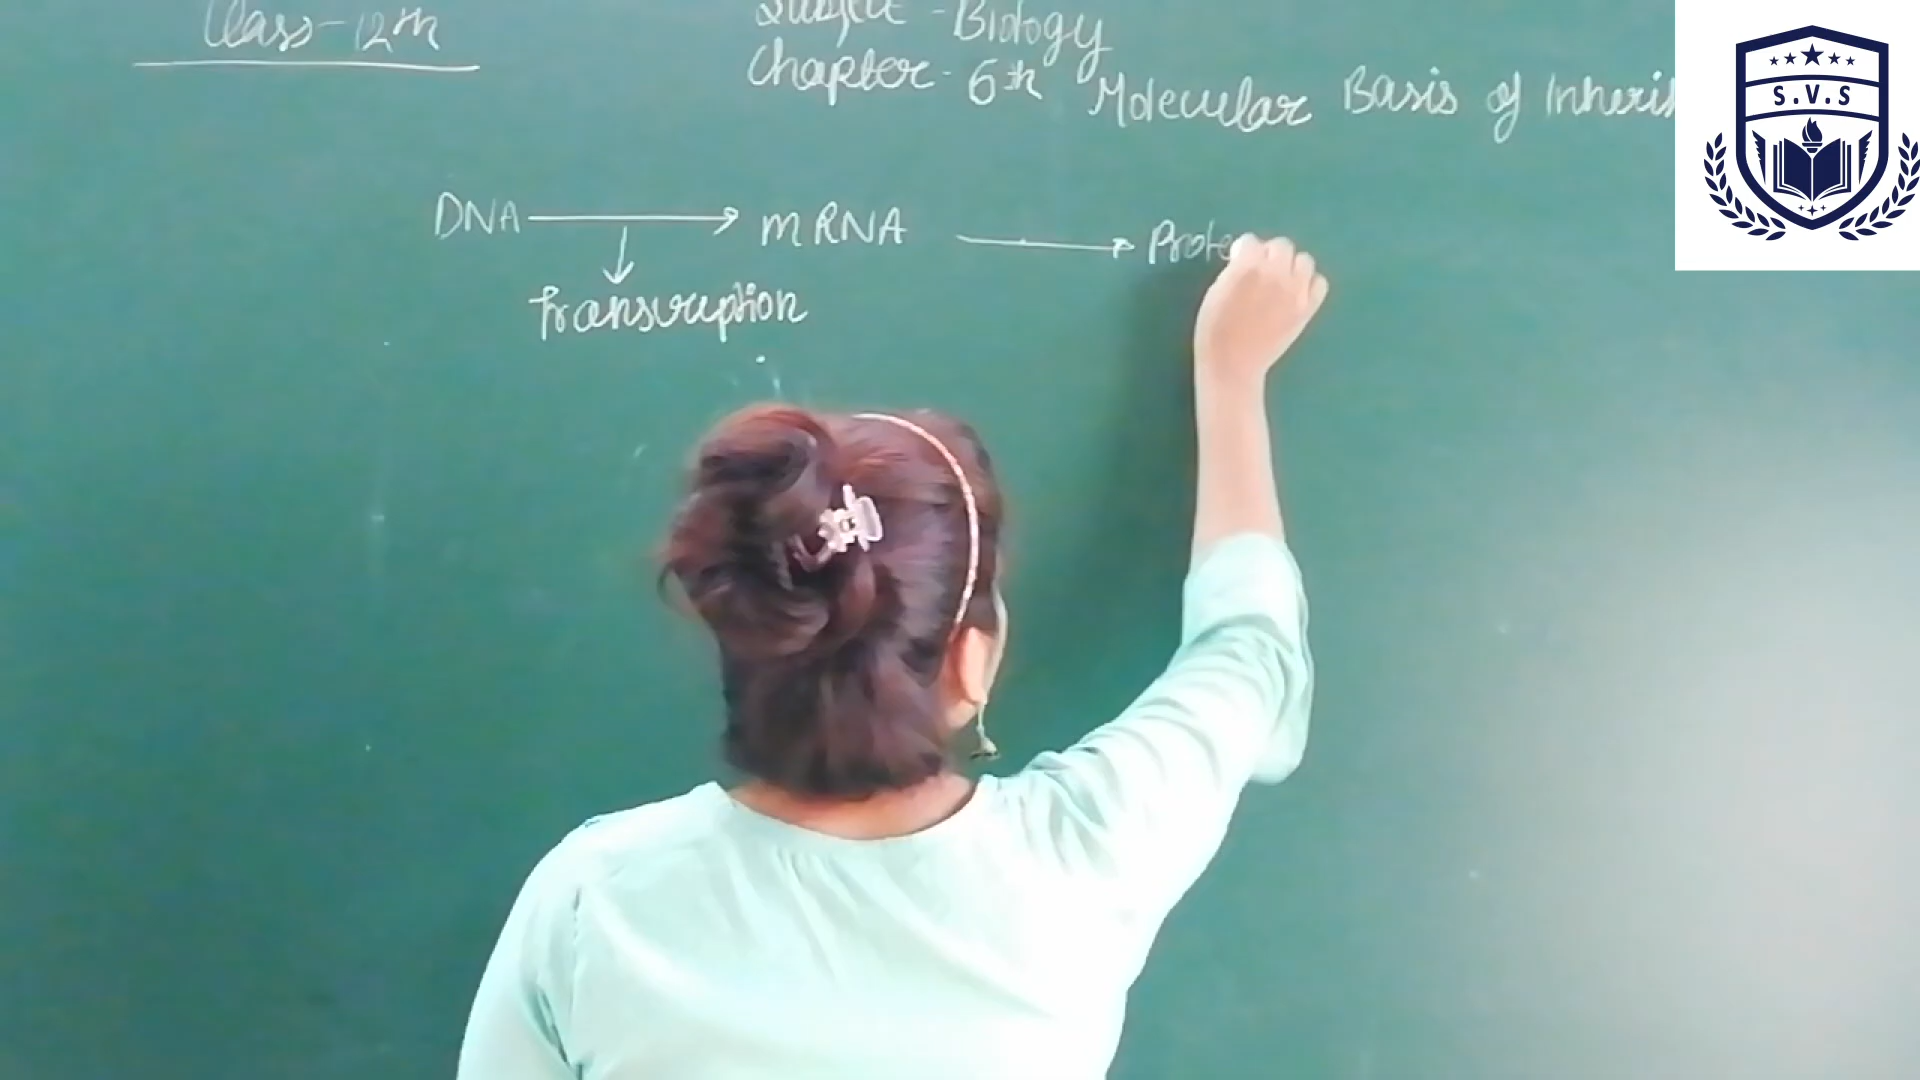 Class-12th
Subject - Biology
Chapter - 6th Molecular Basis of Inherit
S.V.S
DNA → mRNA → Prote
↓
Transcription